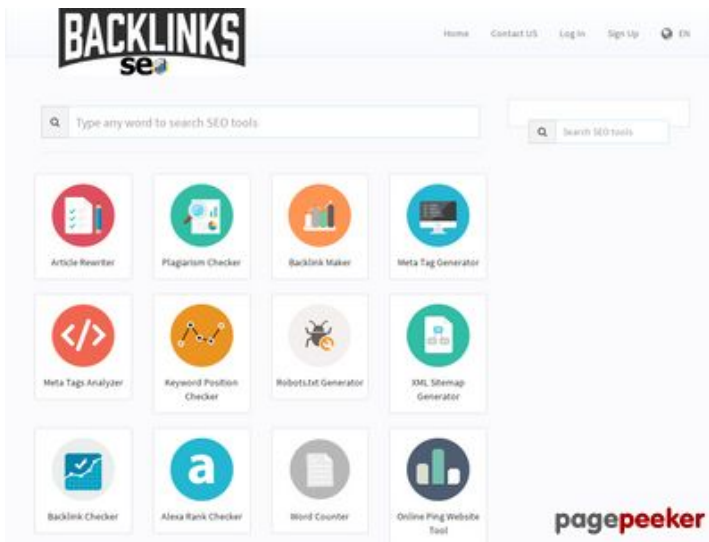 BACKLINKS
seo
Home Contact US Log In Sign Up EN
Type any word to search SEO tools
Search SEO tools
Article Rewriter Plagiarism Checker Backlink Maker Meta Tag Generator
</>
Meta Tags Analyzer Keyword Position Checker Robots.txt Generator XML Sitemap Generator
a
Backlink Checker Alexa Rank Checker Word Counter Online Ping Website Tool
pagepeeker